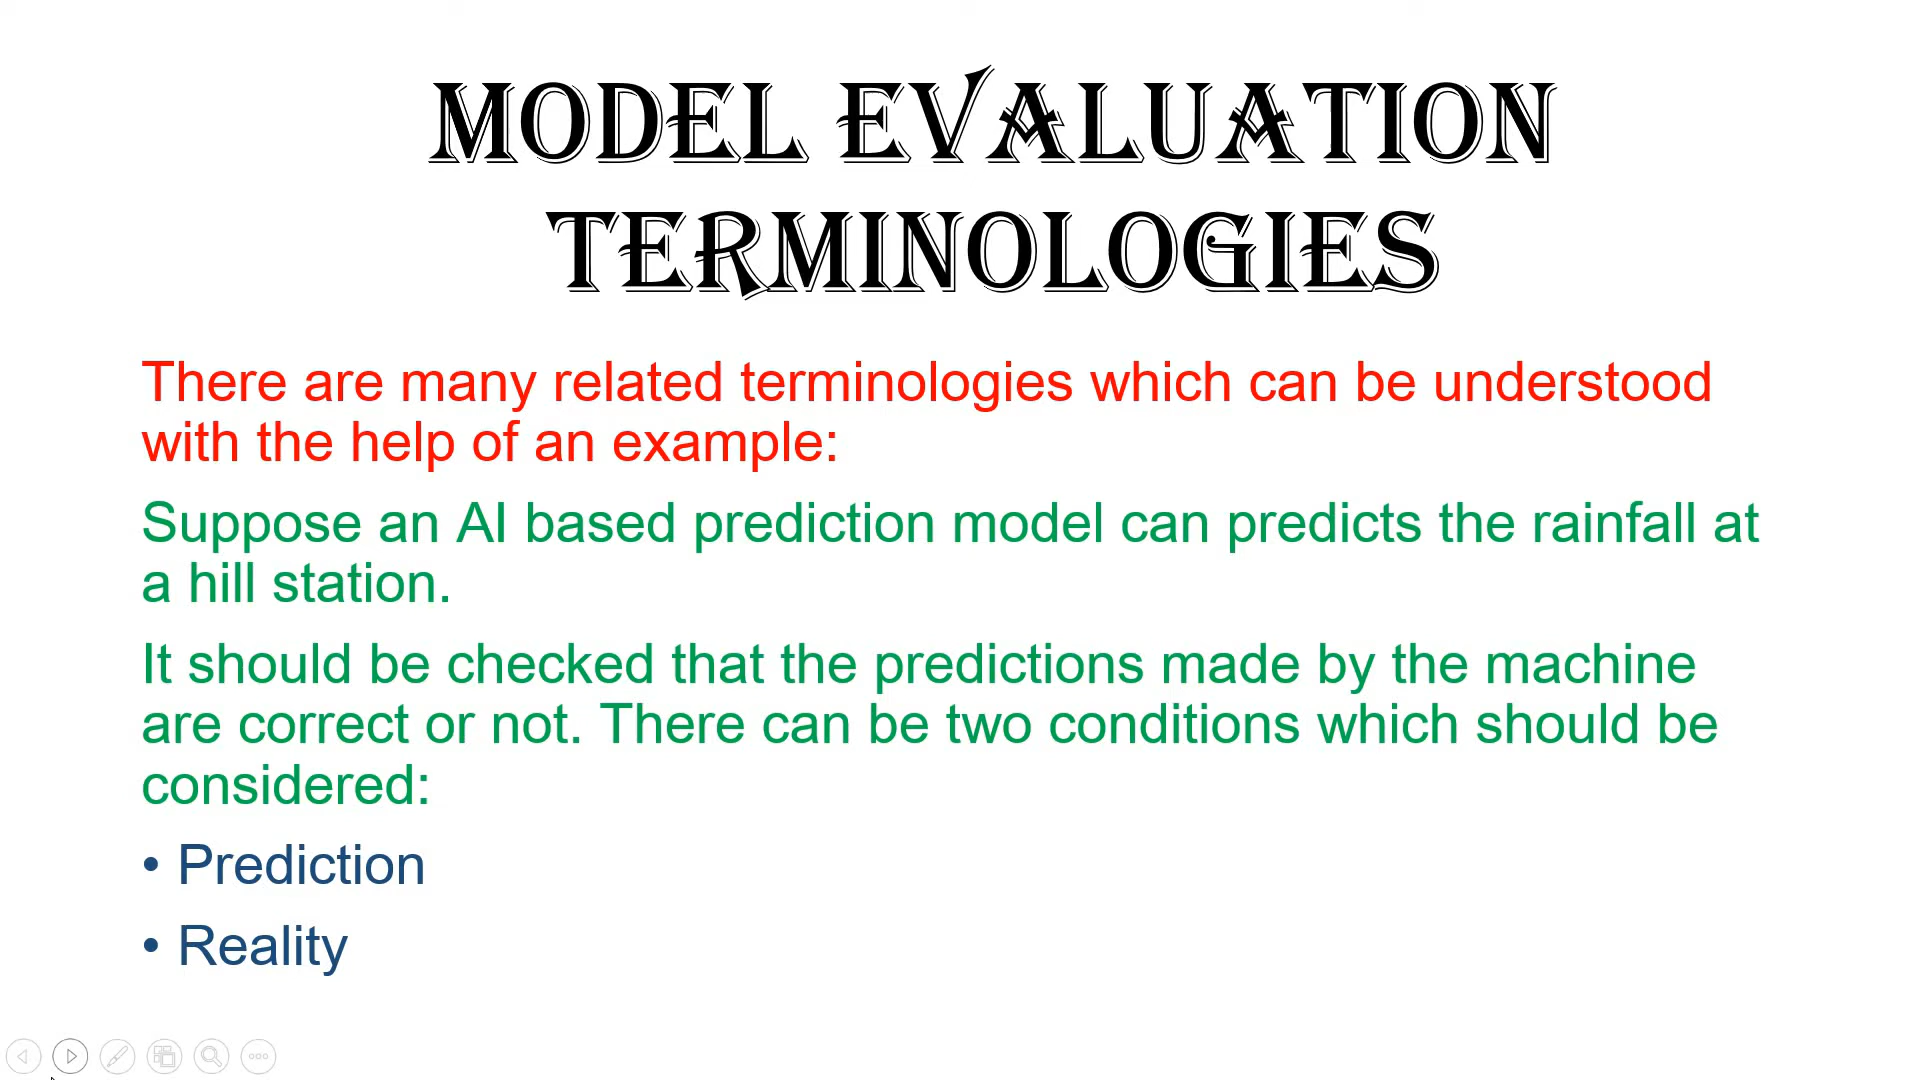 MODEL EVALUATION
TERMINOLOGIES
There are many related terminologies which can be understood
with the help of an example:
Suppose an AI based prediction model can predicts the rainfall at
a hill station.
It should be checked that the predictions made by the machine
are correct or not. There can be two conditions which should be
considered:
• Prediction
• Reality